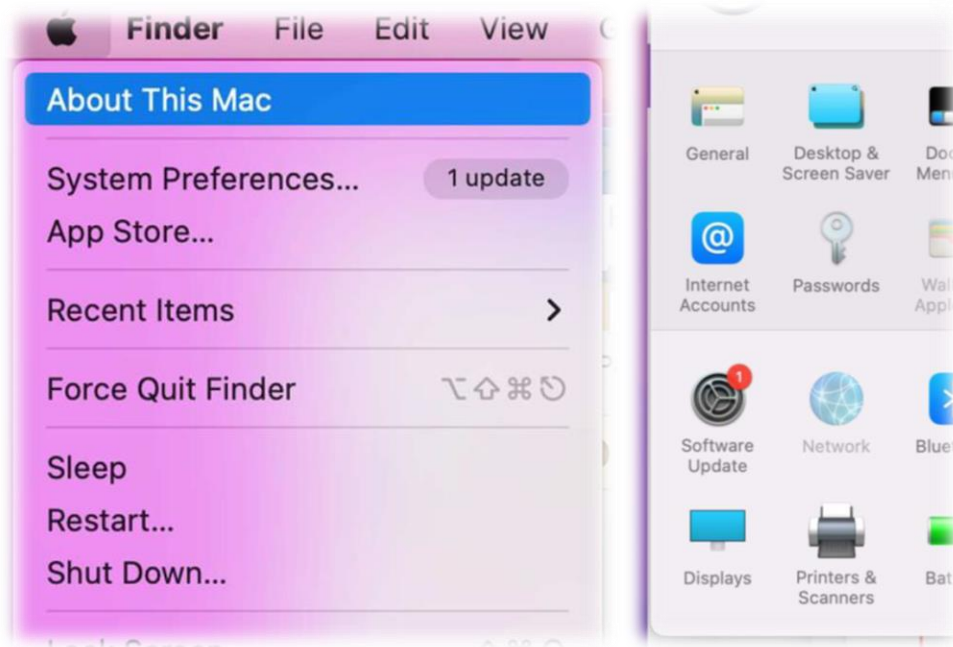 Finder File Edit View
About This Mac
System Preferences... 1 update
App Store...
Recent Items
Force Quit Finder ⌥⇧⌘⎋
Sleep
Restart...
Shut Down...
General
Desktop &
Screen Saver
Internet
Accounts
Passwords
1
Software
Update
Network
Displays
Printers &
Scanners